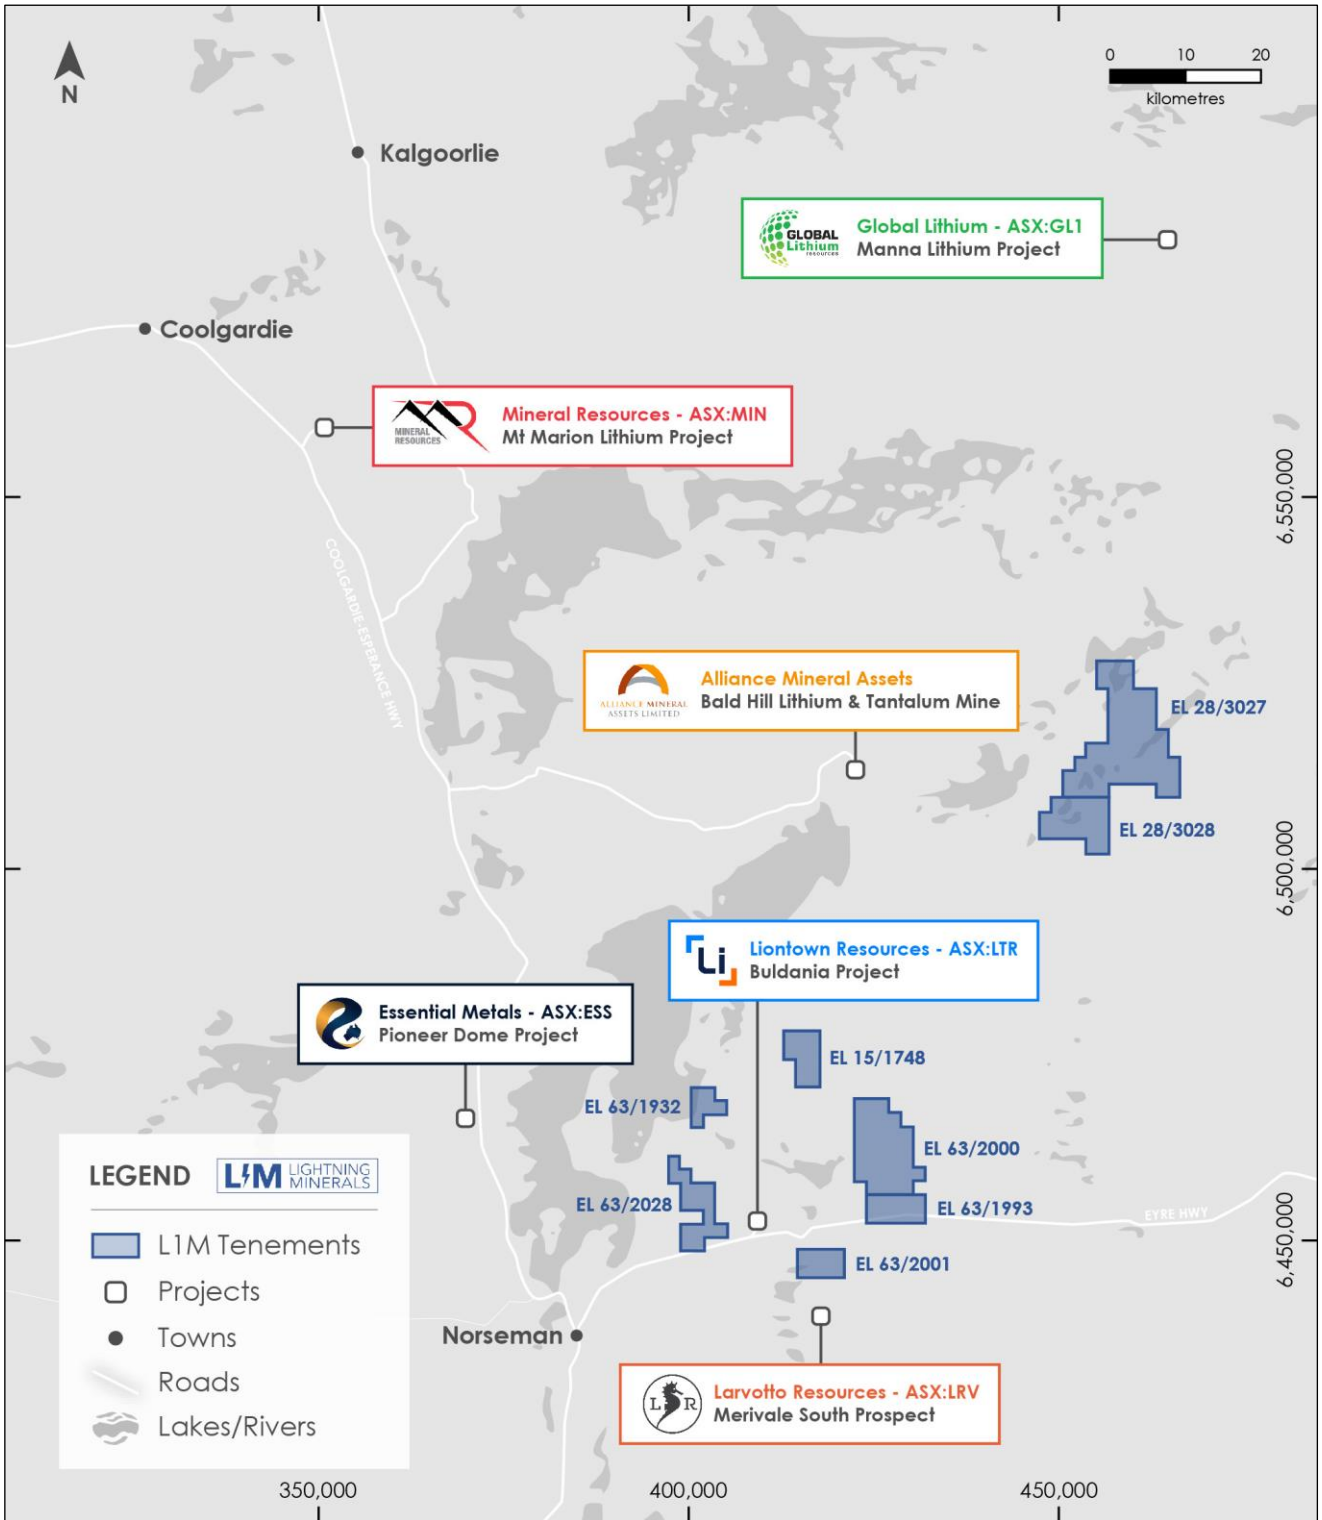 N
0 10 20
kilometres
Kalgoorlie
GLOBAL
Lithium
RESOURCES
Global Lithium - ASX:GL1
Manna Lithium Project
Coolgardie
MINERAL
RESOURCES
Mineral Resources - ASX:MIN
Mt Marion Lithium Project
6,550,000
COOLGARDIE-ESPERANCE HWY
ALLIANCE MINERAL
ASSETS LIMITED
Alliance Mineral Assets
Bald Hill Lithium & Tantalum Mine
EL 28/3027
EL 28/3028
6,500,000
Li
Liontown Resources - ASX:LTR
Buldania Project
Essential Metals - ASX:ESS
Pioneer Dome Project
EL 15/1748
EL 63/1932
EL 63/2000
EL 63/2028
EL 63/1993
EYRE HWY
EL 63/2001
6,450,000
Norseman
L R
Larvotto Resources - ASX:LRV
Merivale South Prospect
LEGEND
L1M LIGHTNING
MINERALS
L1M Tenements
Projects
Towns
Roads
Lakes/Rivers
350,000 400,000 450,000